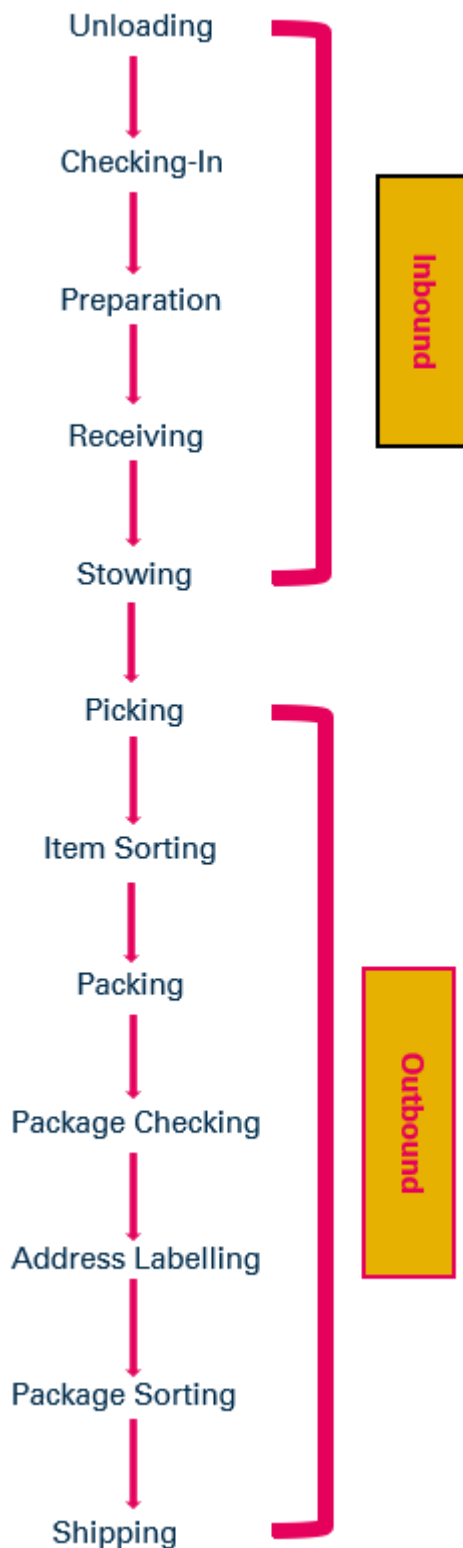 Unloading
Checking-In
Preparation
Inbound
Receiving
Stowing
Picking
Item Sorting
Packing
Package Checking
Outbound
Address Labelling
Package Sorting
Shipping